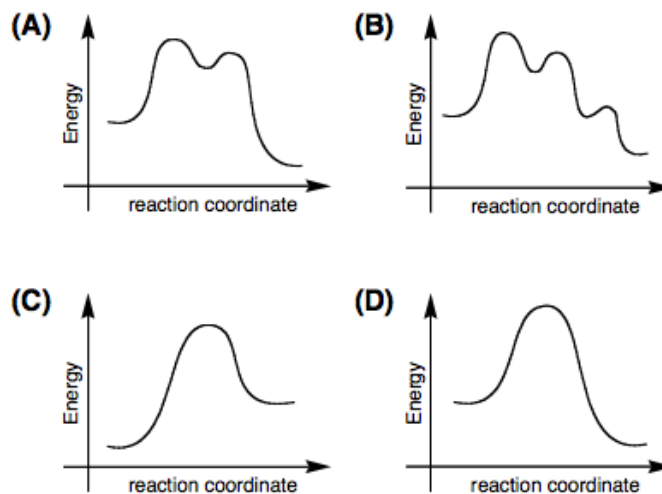 (A)
Energy
reaction coordinate
(B)
Energy
reaction coordinate
(C)
Energy
reaction coordinate
(D)
Energy
reaction coordinate